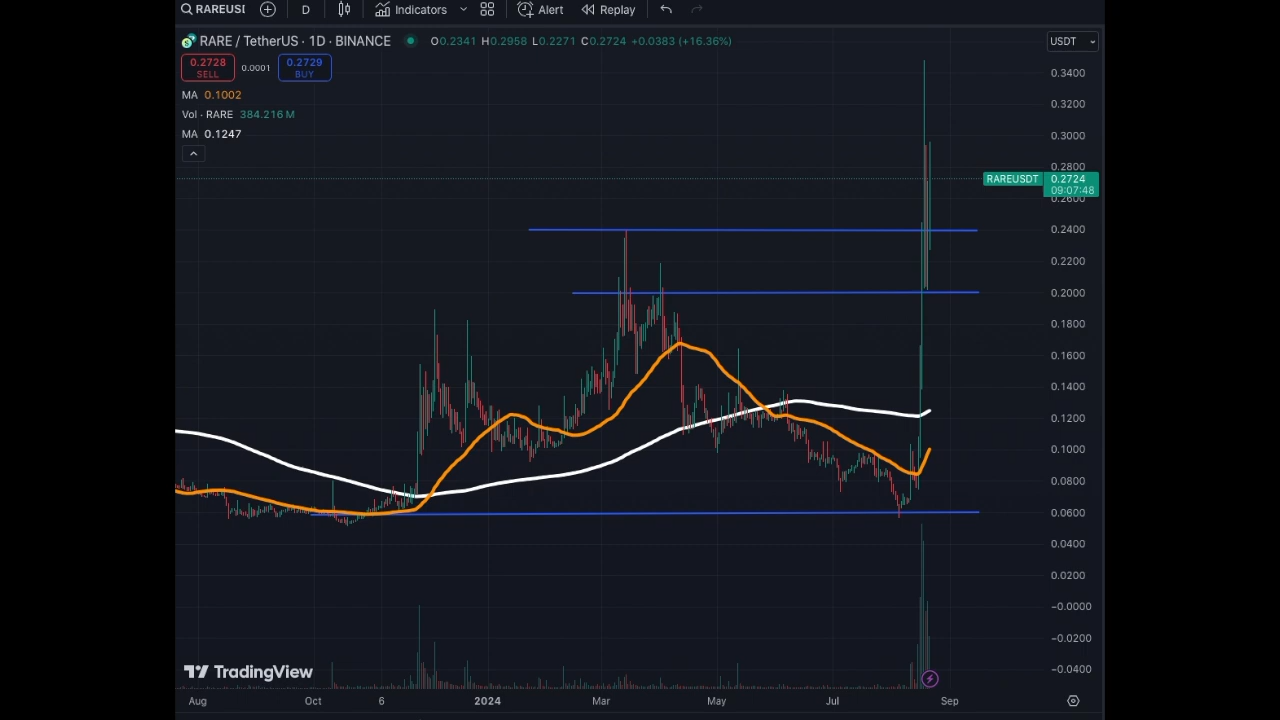 RAREUSI D Indicators Alert Replay
RARE / TetherUS · 1D · BINANCE O0.2341 H0.2958 L0.2271 C0.2724 +0.0383 (+16.36%)
USDT
0.2728 SELL
0.0001
0.2729 BUY
MA 0.1002
Vol · RARE 384.216 M
MA 0.1247
0.3400
0.3200
0.3000
0.2800
RAREUSDT 0.2724
09:07:48
0.2600
0.2400
0.2200
0.2000
0.1800
0.1600
0.1400
0.1200
0.1000
0.0800
0.0600
0.0400
0.0200
−0.0000
−0.0200
−0.0400
TradingView
Aug Oct 6 2024 Mar May Jul Sep